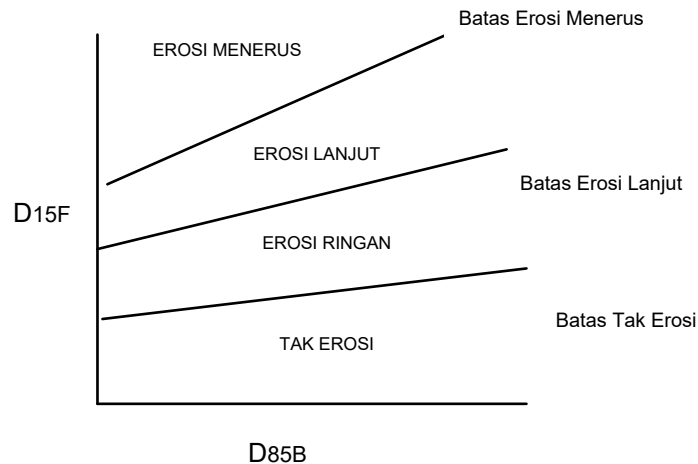 Batas Erosi Menerus
EROSI MENERUS
EROSI LANJUT
Batas Erosi Lanjut
D15F
EROSI RINGAN
Batas Tak Erosi
TAK EROSI
D85B